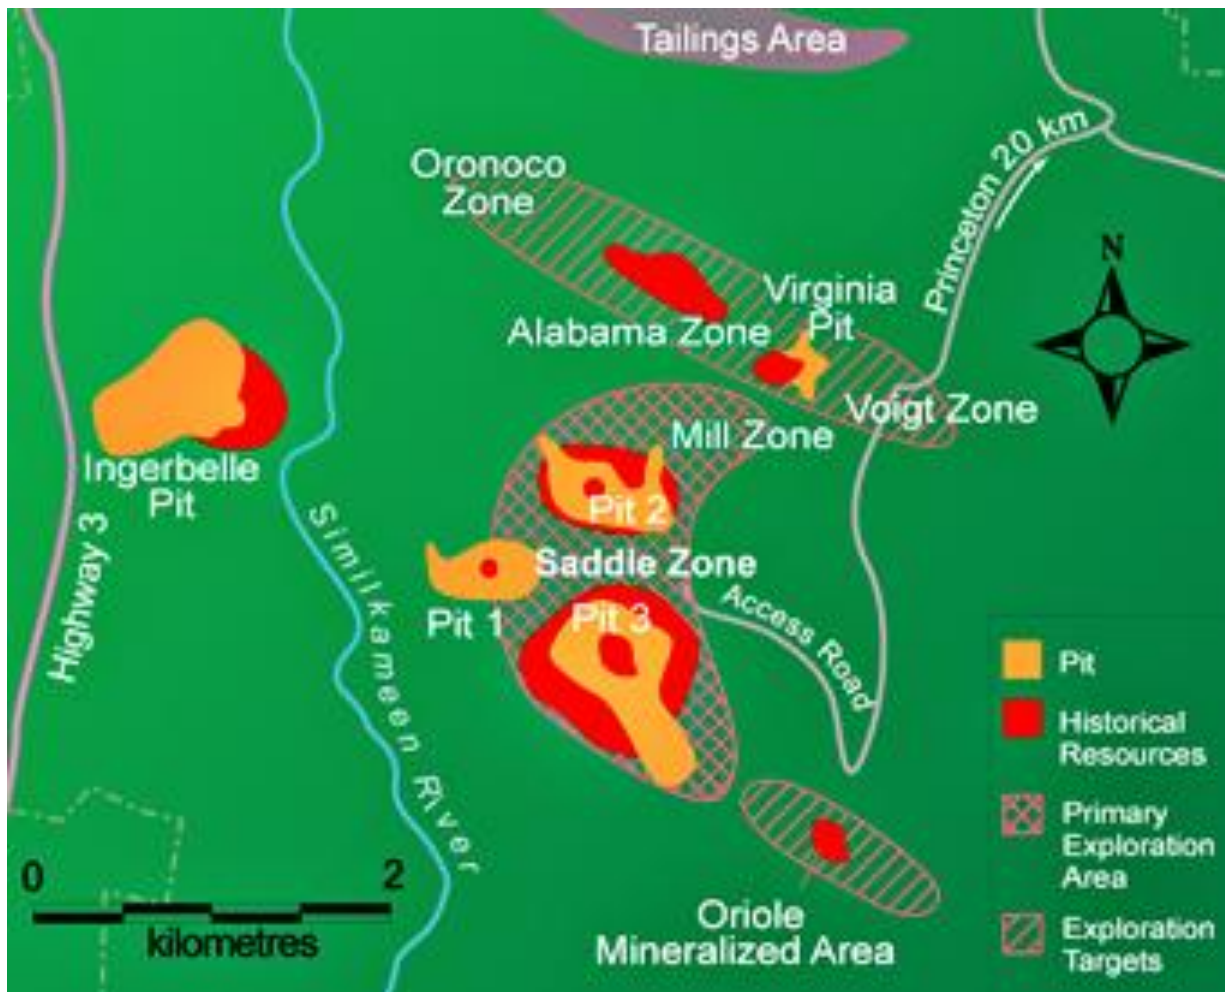 Tailings Area
Princeton 20 km
Oronoco
Zone
N
Virginia
Pit
Alabama Zone
Voigt Zone
Mill Zone
Ingerbelle
Pit
Pit 2
Highway 3
Similkameen River
Saddle Zone
Pit 1
Pit 3
Access Road
Pit
Historical
Resources
Primary
Exploration
Area
Exploration
Targets
0 2
kilometres
Oriole
Mineralized Area